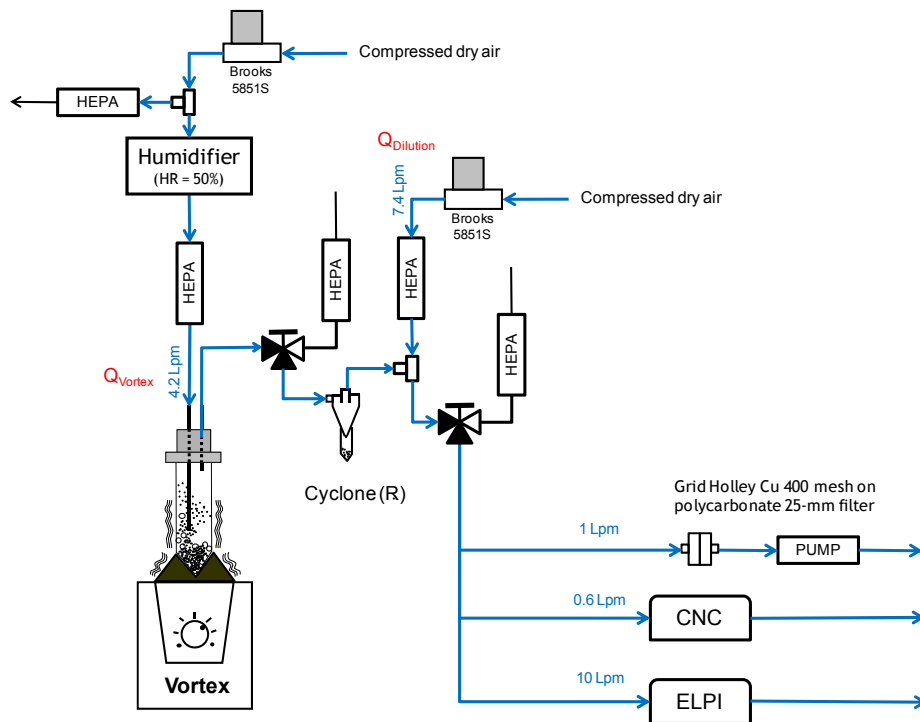 Compressed dry air
Brooks
5851S
HEPA
Humidifier
(HR = 50%)
QDilution
7.4 Lpm
Compressed dry air
Brooks
5851S
HEPA
HEPA
HEPA
HEPA
QVortex
4.2 Lpm
Cyclone (R)
Grid Holley Cu 400 mesh on
polycarbonate 25-mm filter
1 Lpm
PUMP
0.6 Lpm
CNC
10 Lpm
ELPI
Vortex